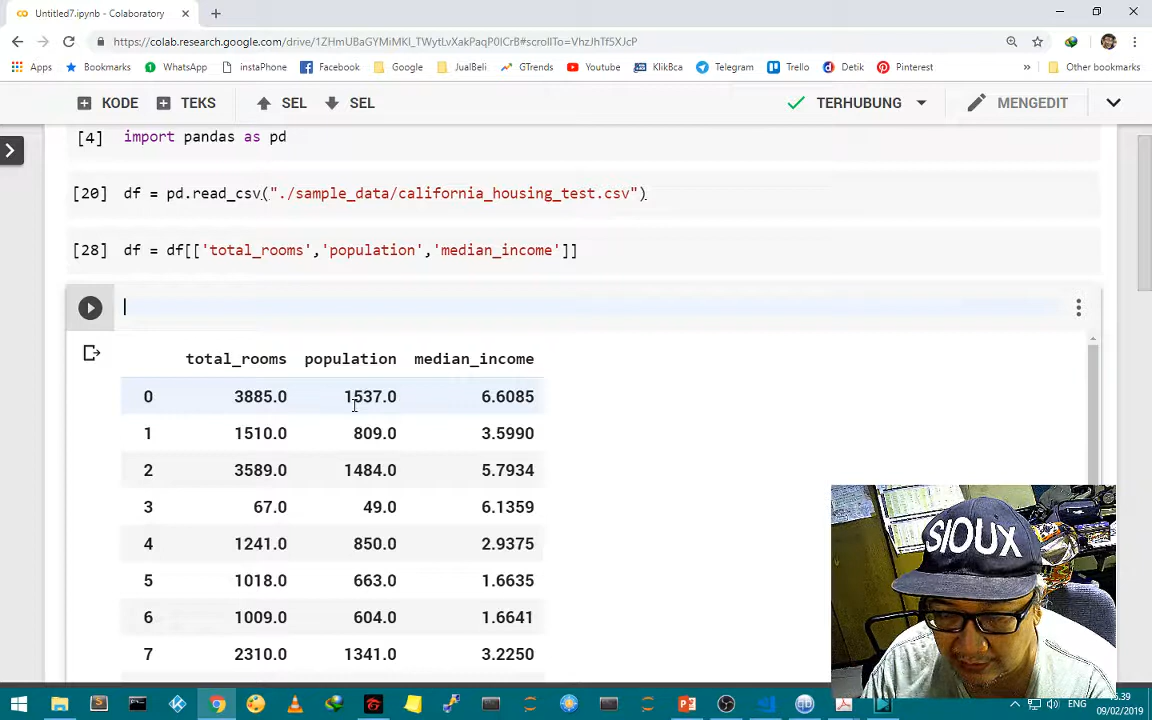 Untitled7.ipynb - Colaboratory
https://colab.research.google.com/drive/1ZHmUBaGYMiMKl_TWytLvXakPaqP0ICrB#scrollTo=VhzJhTf5XJcP
Apps Bookmarks WhatsApp instaPhone Facebook Google JualBeli GTrends Youtube KlikBca Telegram Trello Detik Pinterest » Other bookmarks
KODE TEKS SEL SEL TERHUBUNG MENGEDIT
[4] import pandas as pd
[20] df = pd.read_csv("./sample_data/california_housing_test.csv")
[28] df = df[['total_rooms','population','median_income']]
total_rooms population median_income
0 3885.0 1537.0 6.6085
1 1510.0 809.0 3.5990
2 3589.0 1484.0 5.7934
3 67.0 49.0 6.1359
4 1241.0 850.0 2.9375
5 1018.0 663.0 1.6635
6 1009.0 604.0 1.6641
7 2310.0 1341.0 3.2250
SIOUX
ENG
09/02/2019